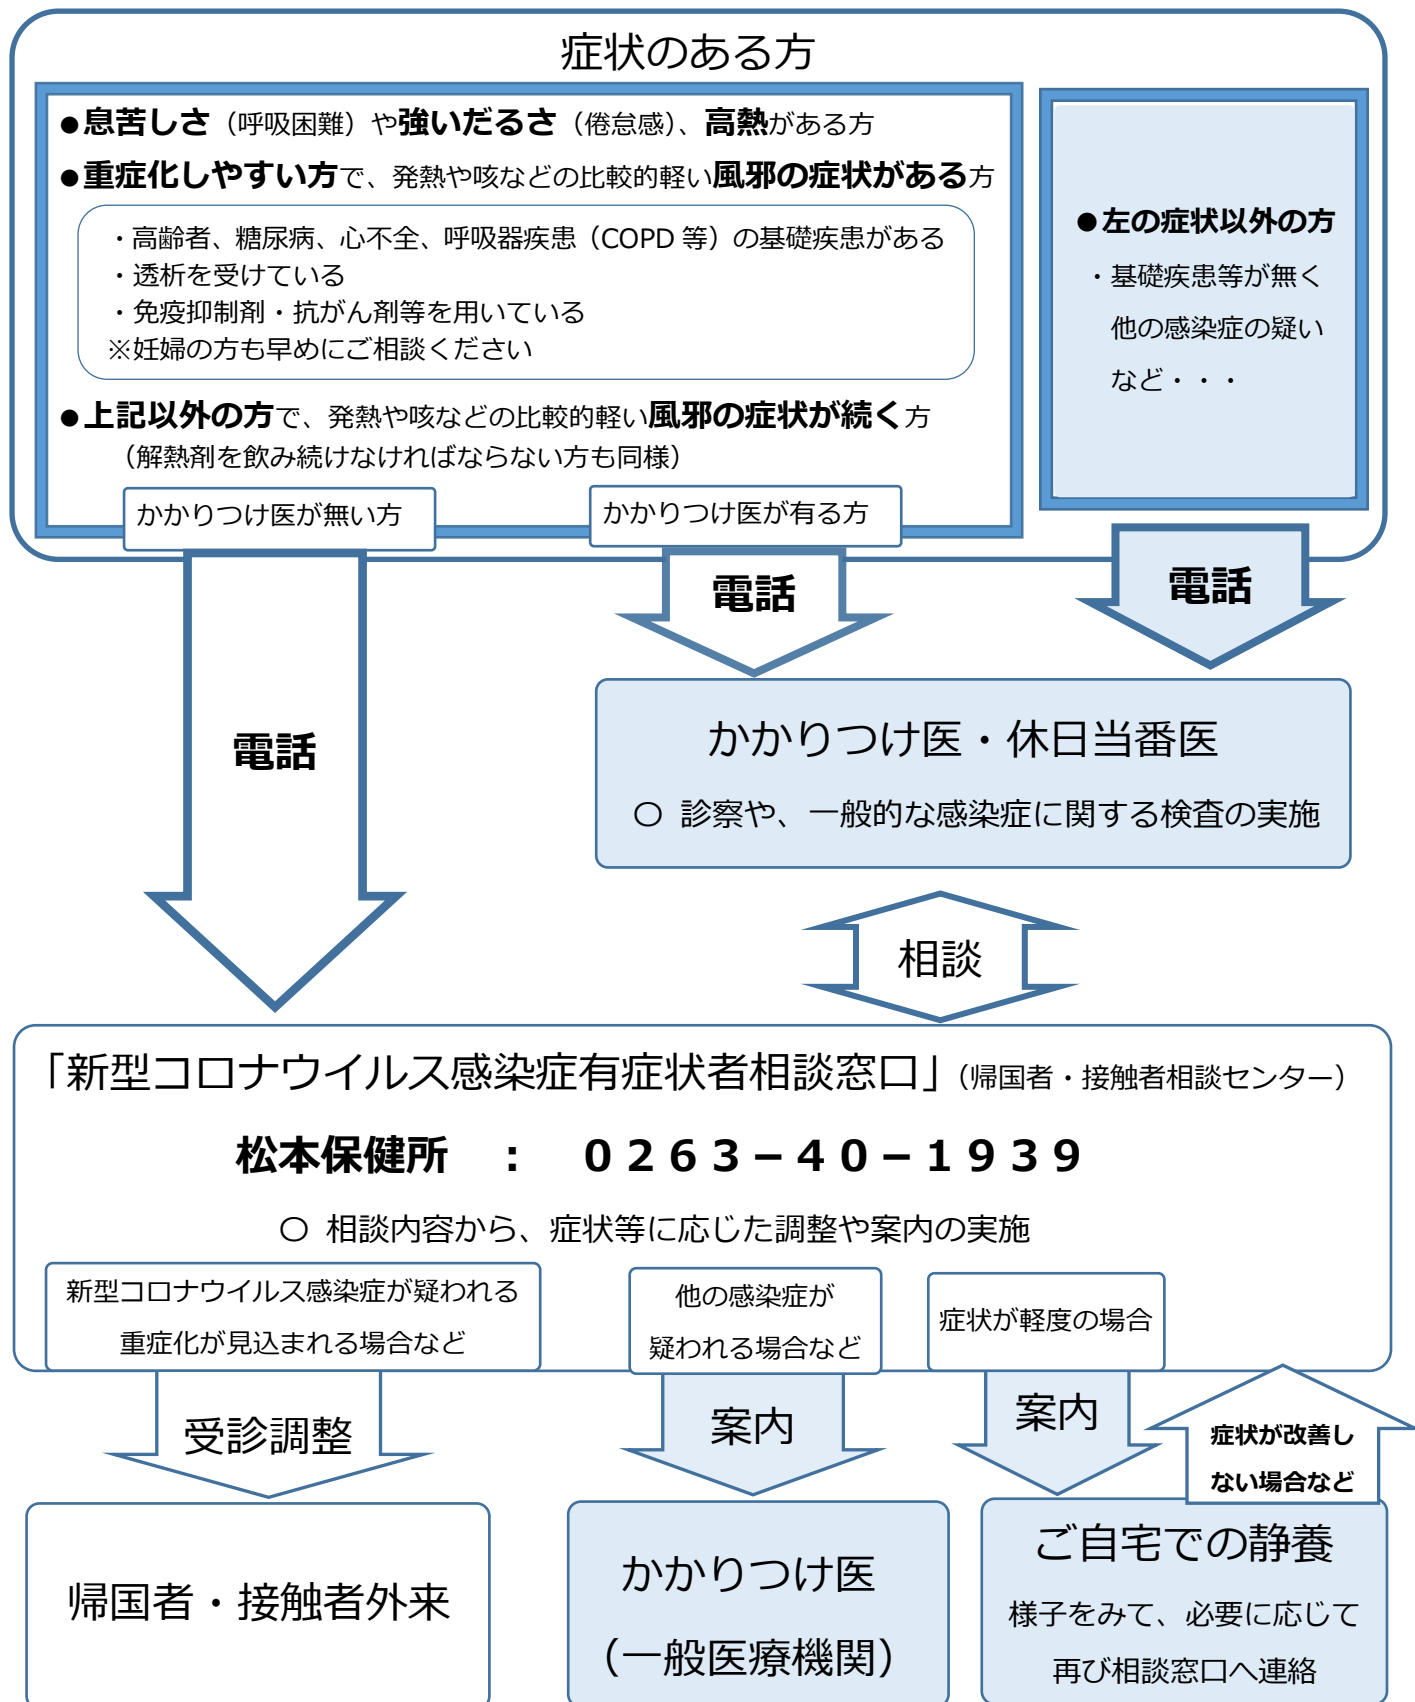 症状のある方
●息苦しさ（呼吸困難）や強いだるさ（倦怠感）、高熱がある方
●重症化しやすい方で、発熱や咳などの比較的軽い風邪の症状がある方
・高齢者、糖尿病、心不全、呼吸器疾患（COPD 等）の基礎疾患がある
・透析を受けている
・免疫抑制剤・抗がん剤等を用いている
※妊婦の方も早めにご相談ください
●上記以外の方で、発熱や咳などの比較的軽い風邪の症状が続く方
（解熱剤を飲み続けなければならない方も同様）
●左の症状以外の方
・基礎疾患等が無く
他の感染症の疑い
など・・・
かかりつけ医が無い方
かかりつけ医が有る方
電話
電話
電話
かかりつけ医・休日当番医
○ 診察や、一般的な感染症に関する検査の実施
相談
「新型コロナウイルス感染症有症状者相談窓口」（帰国者・接触者相談センター）
松本保健所　：　０２６３－４０－１９３９
○ 相談内容から、症状等に応じた調整や案内の実施
新型コロナウイルス感染症が疑われる
重症化が見込まれる場合など
他の感染症が
疑われる場合など
症状が軽度の場合
受診調整
案内
案内
症状が改善し
ない場合など
帰国者・接触者外来
かかりつけ医
（一般医療機関）
ご自宅での静養
様子をみて、必要に応じて
再び相談窓口へ連絡